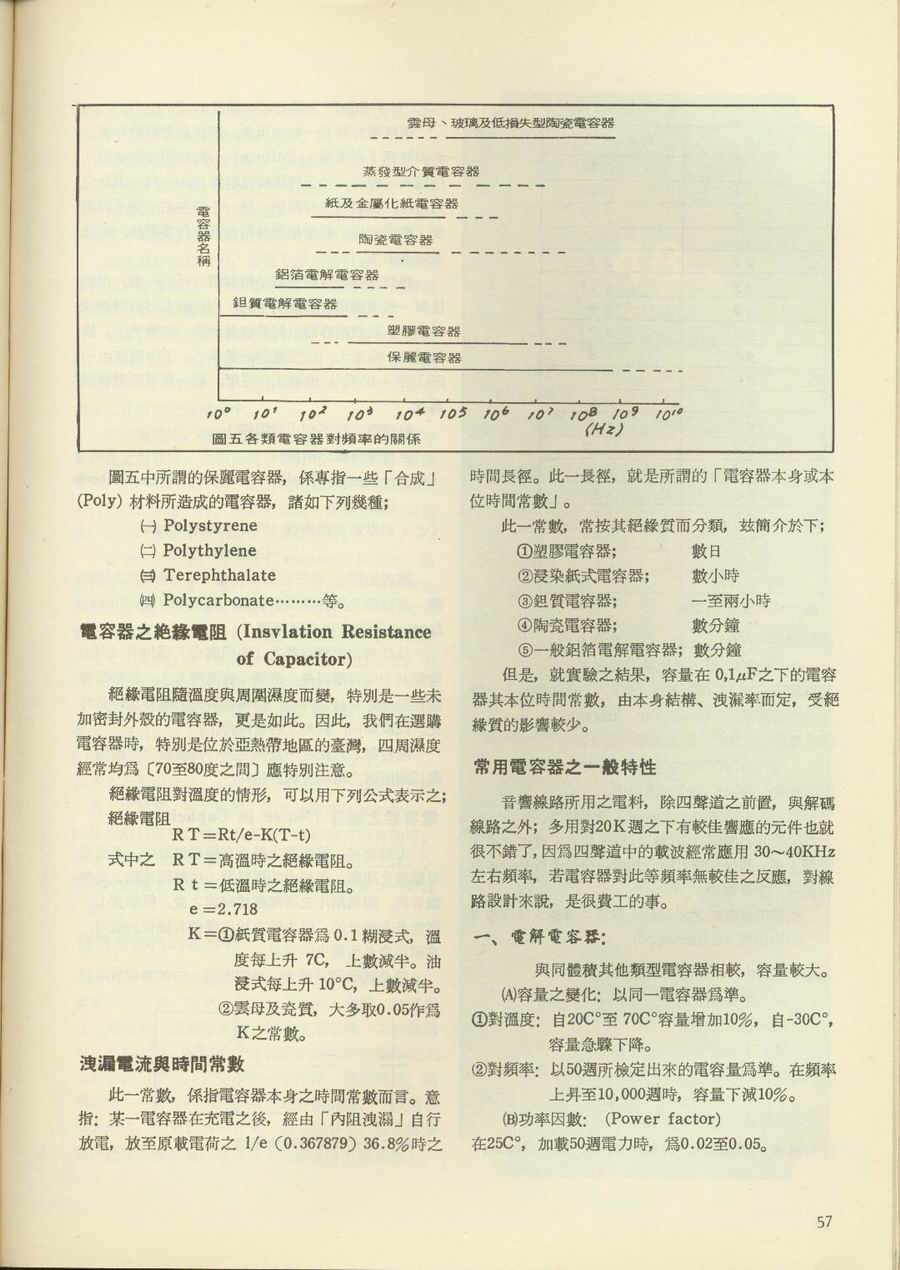 雲母、玻璃及低損失型陶瓷電容器
蒸發型介質電容器
紙及金屬化紙電容器
陶瓷電容器
鋁箔電解電容器
鉭質電解電容器
塑膠電容器
保麗電容器
電容器名稱
10⁰ 10¹ 10² 10³ 10⁴ 10⁵ 10⁶ 10⁷ 10⁸ 10⁹ 10¹⁰
(Hz)
圖五各類電容器對頻率的關係
圖五中所謂的保麗電容器，係專指一些「合成」
(Poly) 材料所造成的電容器，諸如下列幾種；
㈠ Polystyrene
㈡ Polythylene
㈢ Terephthalate
㈣ Polycarbonate………等。
電容器之絕緣電阻 (Insvlation Resistance
of Capacitor)
絕緣電阻隨溫度與周圍濕度而變，特別是一些未
加密封外殼的電容器，更是如此。因此，我們在選購
電容器時，特別是位於亞熱帶地區的臺灣，四周濕度
經常均爲〔70至80度之間〕應特別注意。
絕緣電阻對溫度的情形，可以用下列公式表示之；
絕緣電阻
R T＝Rt/e-K(T-t)
式中之 R T＝高溫時之絕緣電阻。
R t＝低溫時之絕緣電阻。
e＝2.718
K＝①紙質電容器爲 0.1 糊浸式，溫
度每上升 7C，上數減半。油
浸式每上升 10°C，上數減半。
②雲母及瓷質，大多取0.05作爲
K之常數。
洩漏電流與時間常數
此一常數，係指電容器本身之時間常數而言。意
指：某一電容器在充電之後，經由「內阻洩漏」自行
放電，放至原載電荷之 1/e（0.367879）36.8%時之
時間長徑。此一長徑，就是所謂的「電容器本身或本
位時間常數」。
此一常數，常按其絕緣質而分類，玆簡介於下；
①塑膠電容器； 數日
②浸染紙式電容器； 數小時
③鉭質電容器； 一至兩小時
④陶瓷電容器； 數分鐘
⑤一般鋁箔電解電容器；數分鐘
但是，就實驗之結果，容量在 0,1μF之下的電容
器其本位時間常數，由本身結構、洩漏率而定，受絕
緣質的影響較少。
常用電容器之一般特性
音響線路所用之電料，除四聲道之前置，與解碼
線路之外；多用對20K週之下有較佳響應的元件也就
很不錯了，因爲四聲道中的載波經常應用 30～40KHz
左右頻率，若電容器對此等頻率無較佳之反應，對線
路設計來說，是很費工的事。
一、電解電容器：
與同體積其他類型電容器相較，容量較大。
(A)容量之變化：以同一電容器爲準。
①對溫度：自20C°至 70C°容量增加10%，自-30C°，
容量急驟下降。
②對頻率：以50週所檢定出來的電容量爲準。在頻率
上昇至10,000週時，容量下減10%。
(B)功率因數：(Power factor)
在25C°，加載50週電力時，爲0.02至0.05。
57